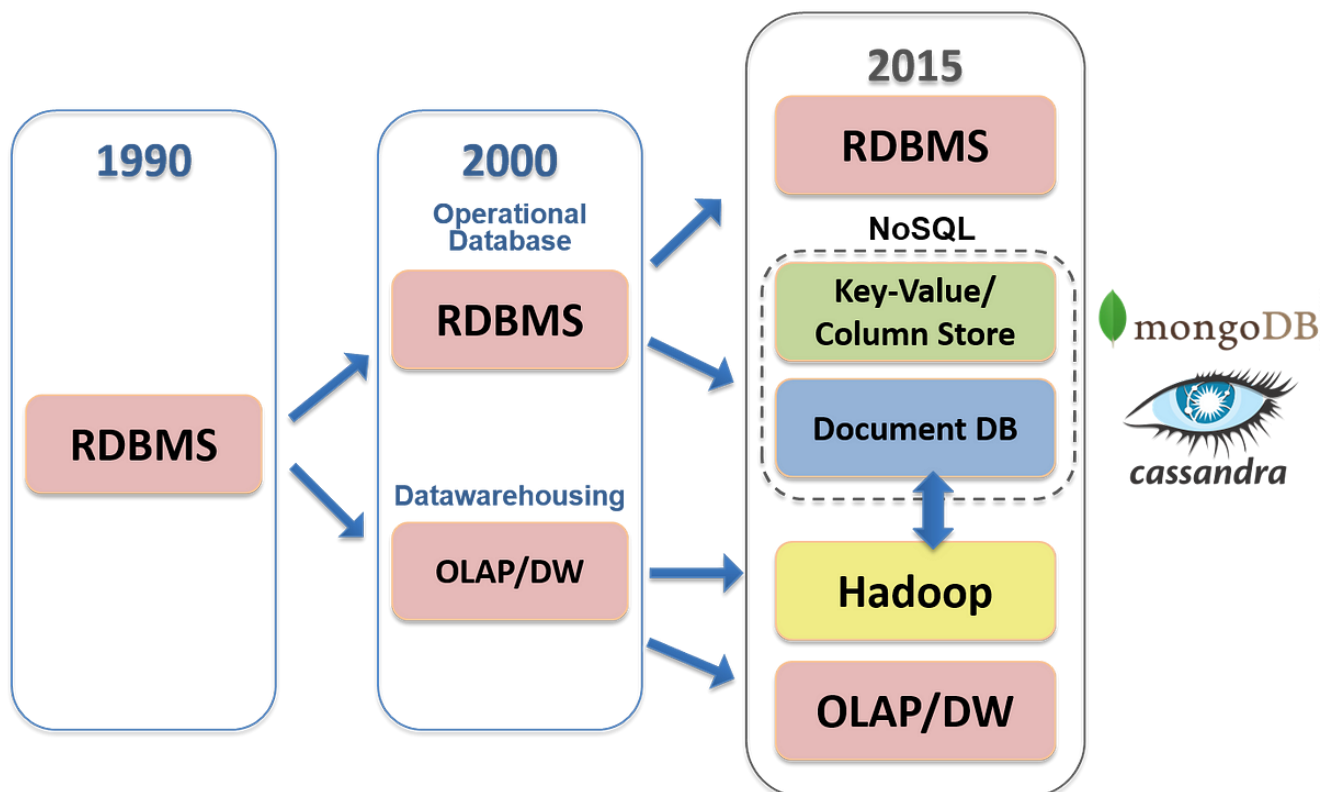 1990
RDBMS
2000
Operational
Database
RDBMS
Datawarehousing
OLAP/DW
2015
RDBMS
NoSQL
Key-Value/
Column Store
Document DB
Hadoop
OLAP/DW
mongoDB
cassandra